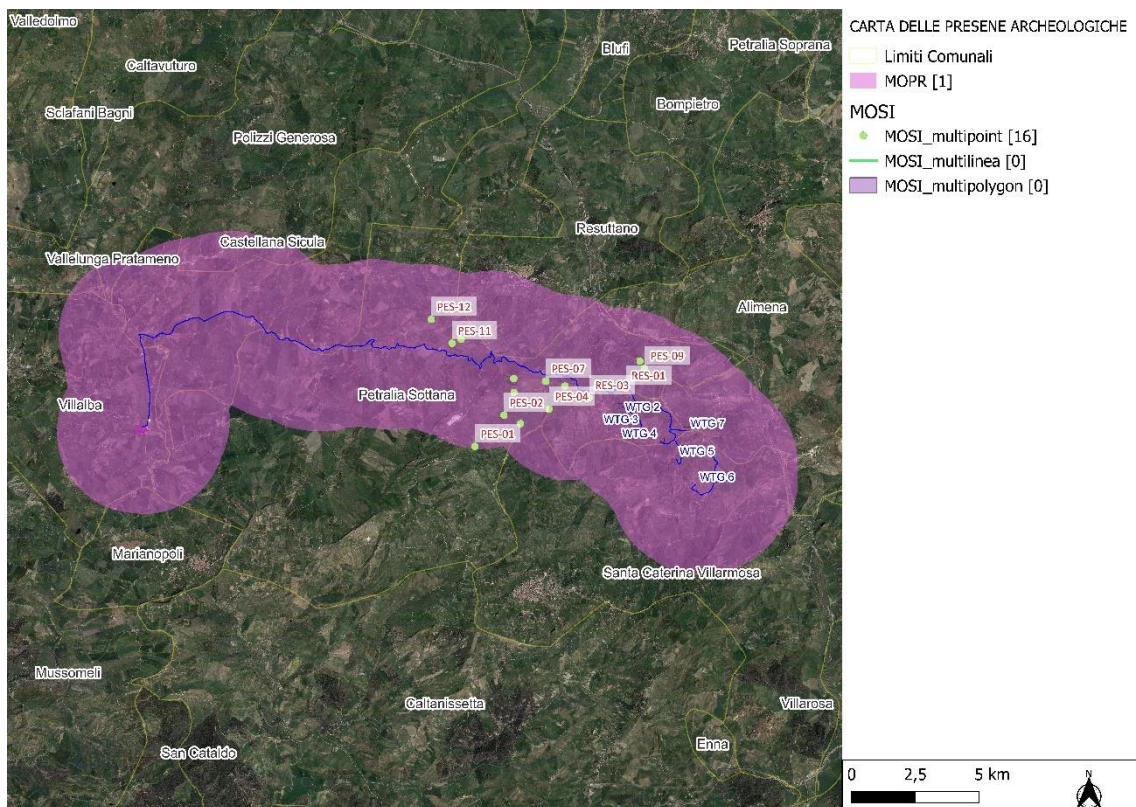 Valledolmo
Blufi
Petralia Soprana
Caltavuturo
Sclafani Bagni
Bompietro
Polizzi Generosa
Resuttano
Castellana Sicula
Vallelunga Pratameno
Alimena
PES-12
PES-11
PES-09
PES-07
RES-01
RES-03
Petralia Sottana
PES-04
Villalba
PES-02
WTG 2
WTG 3
WTG 7
PES-01
WTG 4
WTG 5
WTG 6
Marianopoli
Santa Caterina Villarmosa
Mussomeli
Caltanissetta
Villarosa
San Cataldo
Enna
CARTA DELLE PRESENE ARCHEOLOGICHE
Limiti Comunali
MOPR [1]
MOSI
MOSI_multipoint [16]
MOSI_multilinea [0]
MOSI_multipolygon [0]
0 2,5 5 km
N